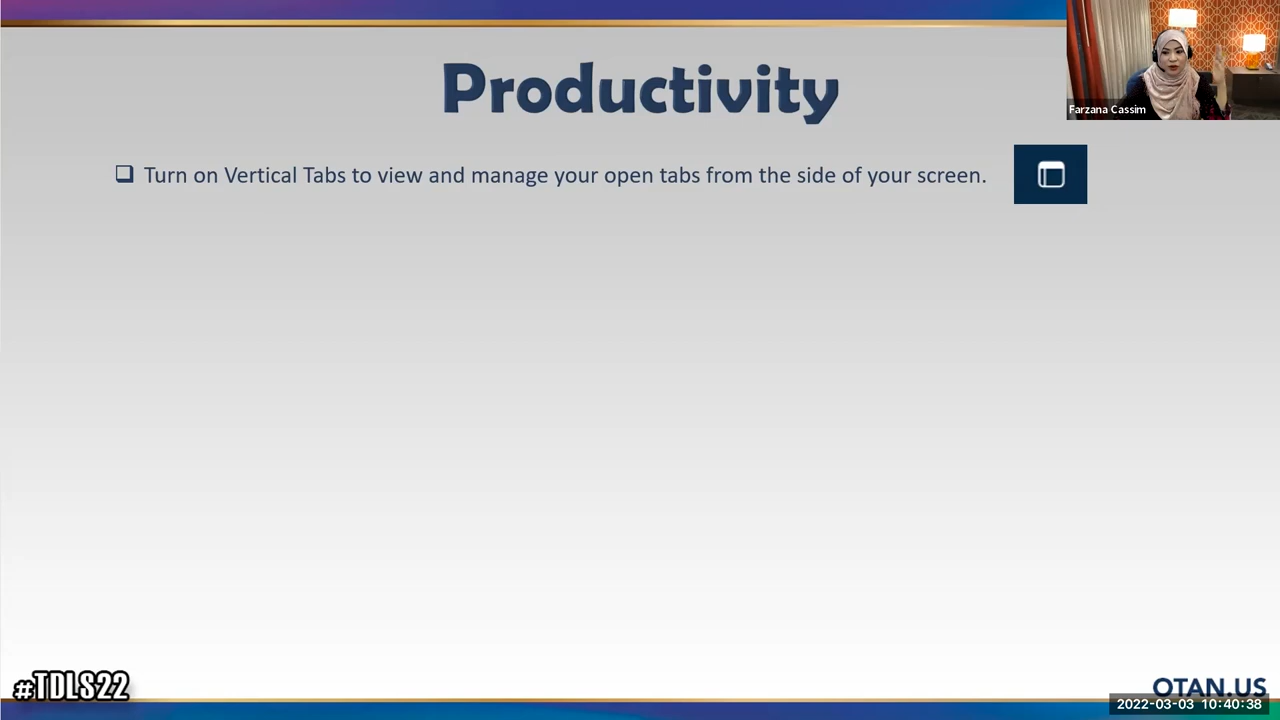 Productivity
Farzana Cassim
Turn on Vertical Tabs to view and manage your open tabs from the side of your screen.
#TDLS22
OTAN.US
2022-03-03 10:40:38